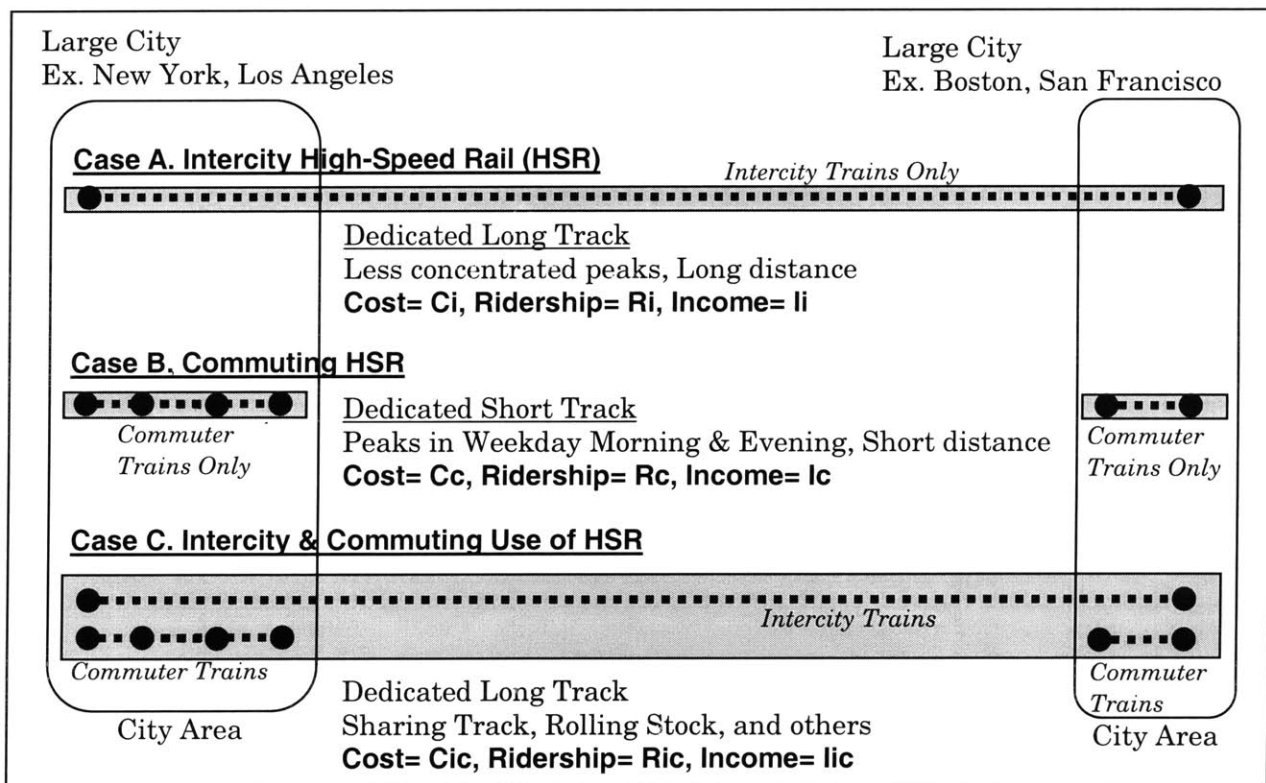 Large City
Ex. New York, Los Angeles
Large City
Ex. Boston, San Francisco
Case A. Intercity High-Speed Rail (HSR)
Intercity Trains Only
Dedicated Long Track
Less concentrated peaks, Long distance
Cost= Ci, Ridership= Ri, Income= Ii
Case B. Commuting HSR
Commuter
Trains Only
Dedicated Short Track
Peaks in Weekday Morning & Evening, Short distance
Cost= Cc, Ridership= Rc, Income= Ic
Commuter
Trains Only
Case C. Intercity & Commuting Use of HSR
Intercity Trains
Commuter Trains
Commuter
Trains
Dedicated Long Track
Sharing Track, Rolling Stock, and others
Cost= Cic, Ridership= Ric, Income= Iic
City Area
City Area